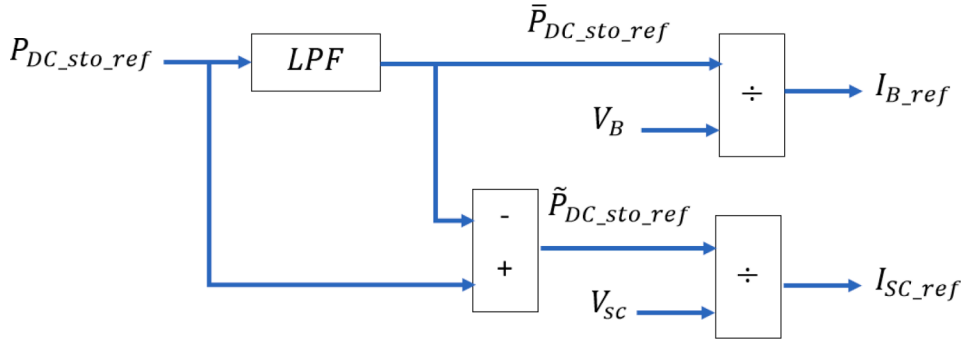 P̄_DC_sto_ref
P_DC_sto_ref
LPF
÷
I_B_ref
V_B
-
P̃_DC_sto_ref
+
÷
I_SC_ref
V_sc